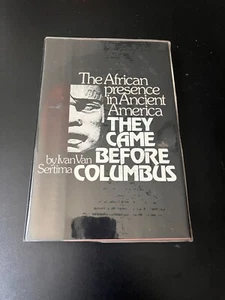 The African
presence
in Ancient
America
THEY
CAME
BEFORE
COLUMBUS
by Ivan Van
Sertima